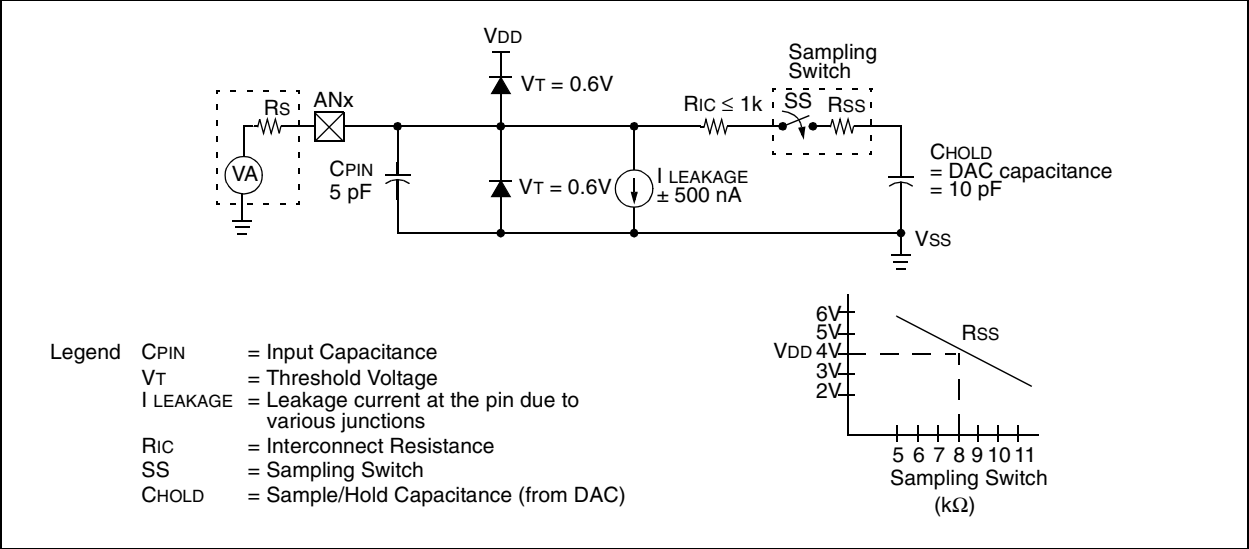 VDD
Sampling
Switch
VT = 0.6V
RS
ANx
RIC ≤ 1k
SS
RSS
VA
CPIN
5 pF
VT = 0.6V
I LEAKAGE
± 500 nA
CHOLD
= DAC capacitance
= 10 pF
VSS
6V
5V
VDD 4V
3V
2V
RSS
5 6 7 8 9 10 11
Sampling Switch
(kΩ)
Legend CPIN = Input Capacitance
VT = Threshold Voltage
I LEAKAGE = Leakage current at the pin due to
various junctions
RIC = Interconnect Resistance
SS = Sampling Switch
CHOLD = Sample/Hold Capacitance (from DAC)